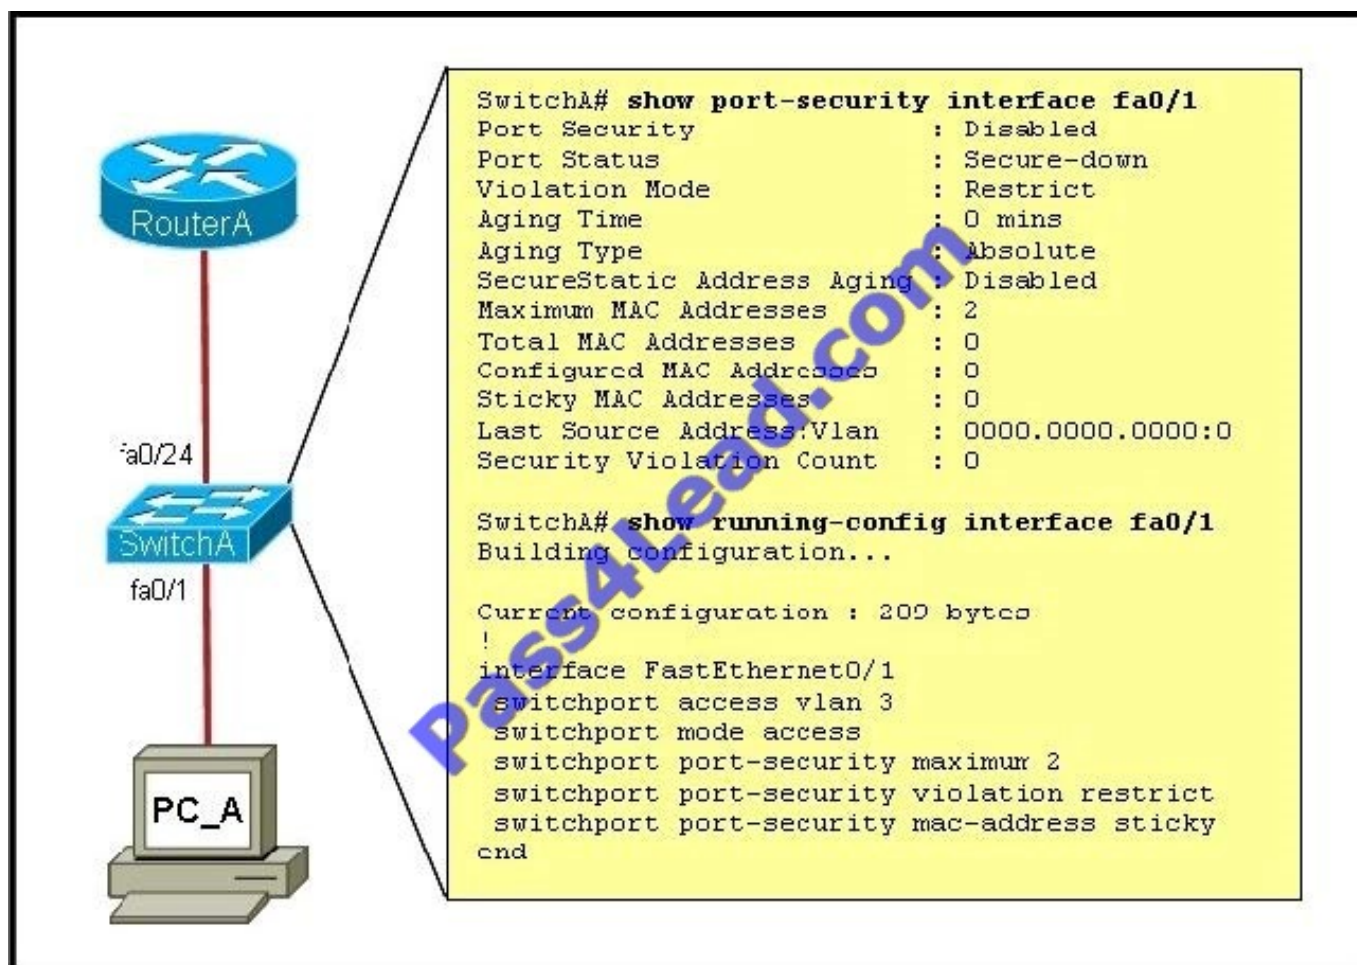 SwitchA# show port-security interface fa0/1
Port Security : Disabled
Port Status : Secure-down
Violation Mode : Restrict
Aging Time : 0 mins
Aging Type : Absolute
SecureStatic Address Aging : Disabled
Maximum MAC Addresses : 2
Total MAC Addresses : 0
Configured MAC Addresses : 0
Sticky MAC Addresses : 0
Last Source Address:Vlan : 0000.0000.0000:0
Security Violation Count : 0
SwitchA# show running-config interface fa0/1
Building configuration...
Current configuration : 209 bytes
!
interface FastEthernet0/1
switchport access vlan 3
switchport mode access
switchport port-security maximum 2
switchport port-security violation restrict
switchport port-security mac-address sticky
end
RouterA
fa0/24
SwitchA
fa0/1
PC_A
Pass4Lead.com